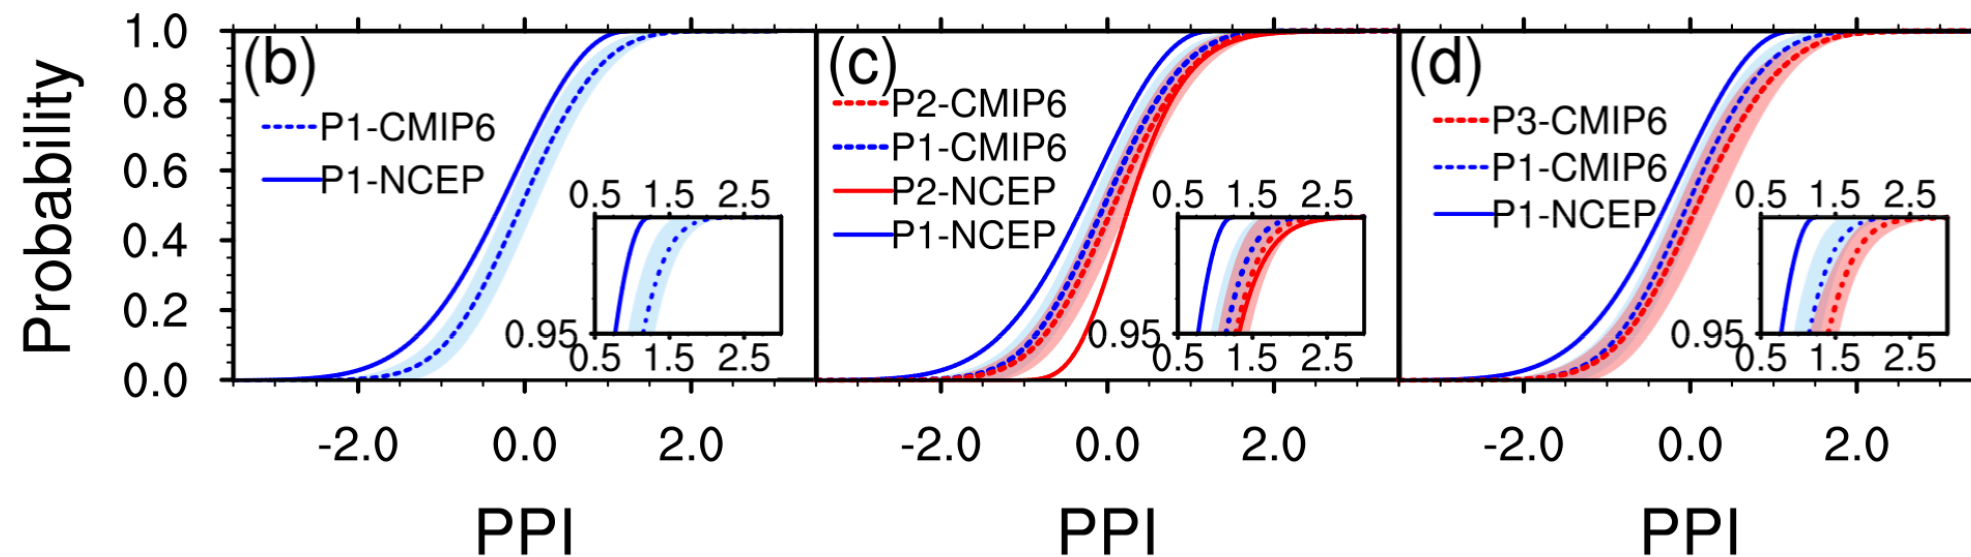 Probability
1.0
0.8
0.6
0.4
0.2
0.0
(b)
P1-CMIP6
P1-NCEP
0.5 1.5 2.5
0.95
0.5 1.5 2.5
-2.0 0.0 2.0
PPI
(c)
P2-CMIP6
P1-CMIP6
P2-NCEP
P1-NCEP
0.5 1.5 2.5
0.95
0.5 1.5 2.5
-2.0 0.0 2.0
PPI
(d)
P3-CMIP6
P1-CMIP6
P1-NCEP
0.5 1.5 2.5
0.95
0.5 1.5 2.5
-2.0 0.0 2.0
PPI